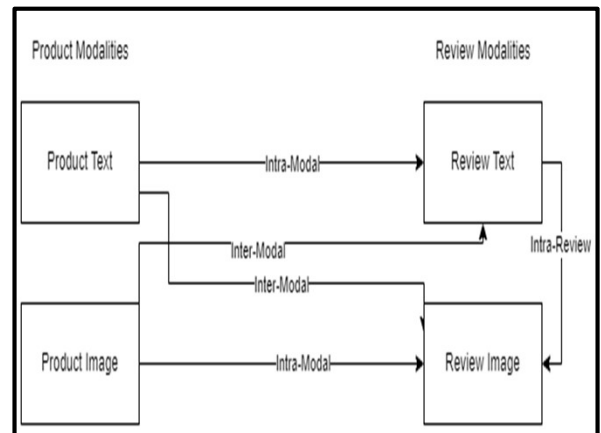 Product Modalities
Review Modalities
Product Text
Intra-Modal
Review Text
Inter-Modal
Intra-Review
Inter-Modal
Product Image
Intra-Modal
Review Image